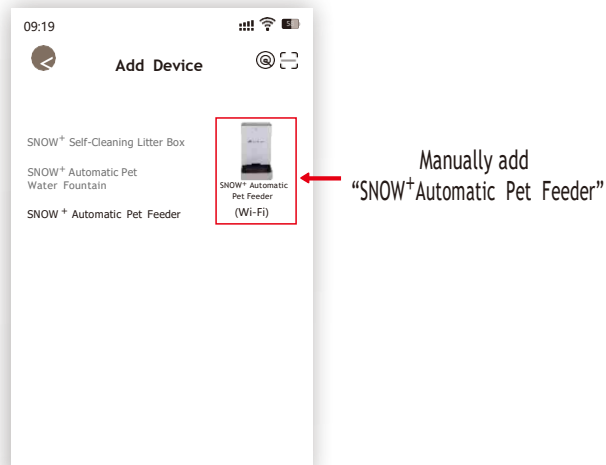 09:19
Add Device
SNOW⁺ Self-Cleaning Litter Box
SNOW⁺ Automatic Pet
Water Fountain
SNOW ⁺ Automatic Pet Feeder
SNOW⁺ Automatic
Pet Feeder
(Wi-Fi)
Manually add
“SNOW⁺Automatic Pet Feeder”